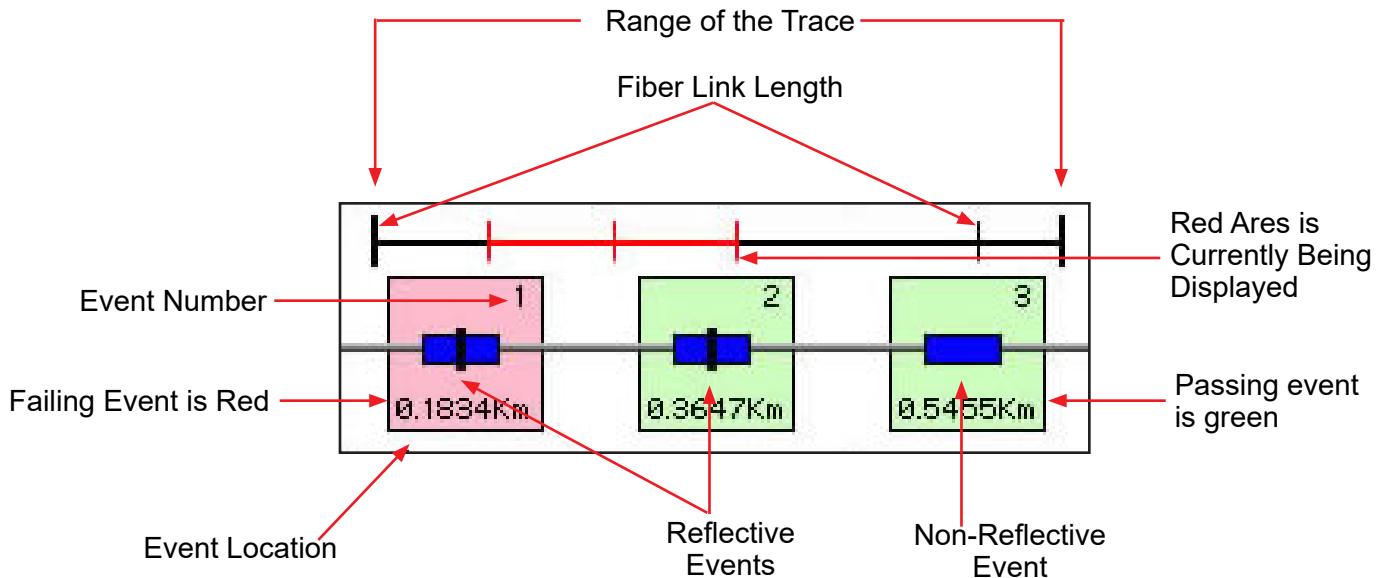 Range of the Trace
Fiber Link Length
Red Ares is
Currently Being
Displayed
Event Number
1
2
3
Failing Event is Red
0.1834Km
0.3647Km
0.5455Km
Passing event
is green
Event Location
Reflective
Events
Non-Reflective
Event